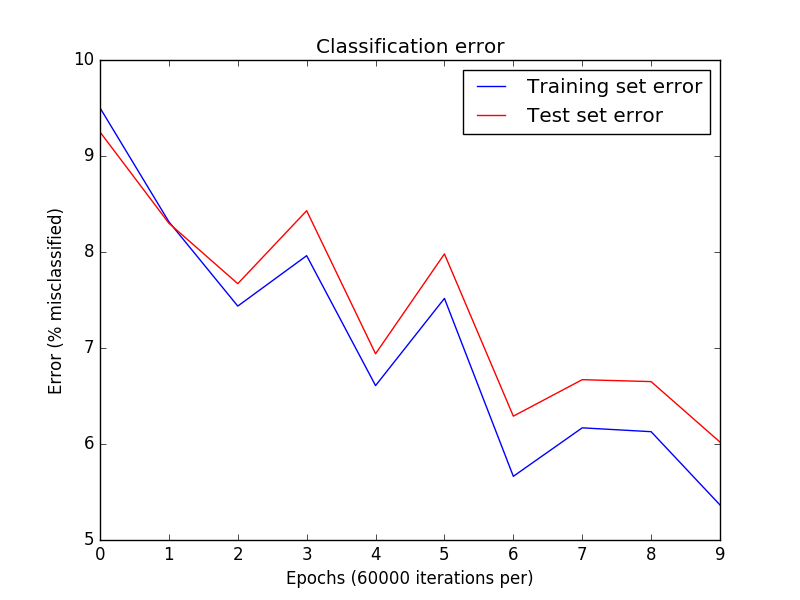 Classification error
Training set error
Test set error
10
9
8
7
6
5
Error (% misclassified)
0 1 2 3 4 5 6 7 8 9
Epochs (60000 iterations per)